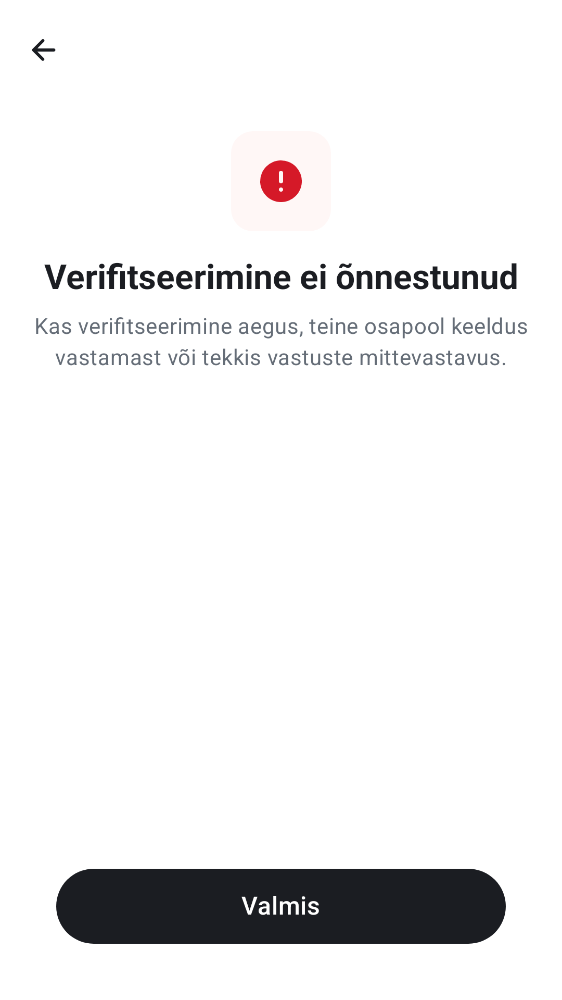 Verifitseerimine ei õnnestunud
Kas verifitseerimine aegus, teine osapool keeldus
vastamast või tekkis vastuste mittevastavus.
Valmis